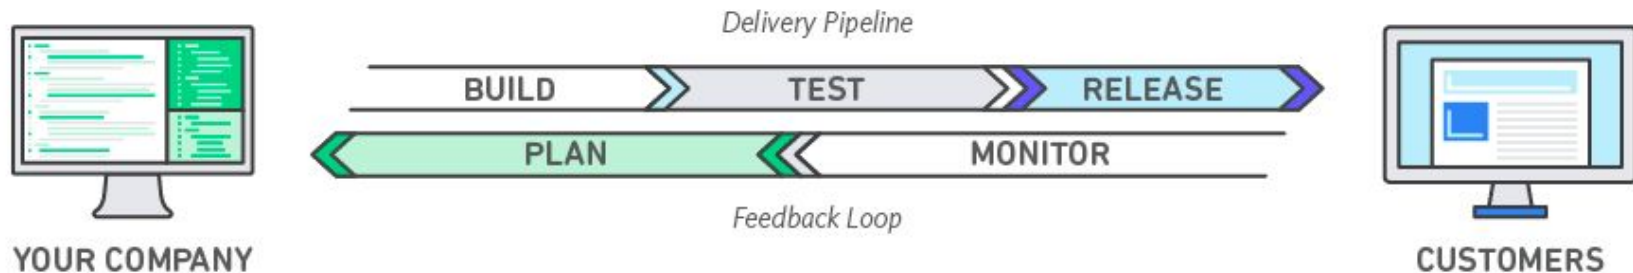 Delivery Pipeline
BUILD TEST RELEASE
PLAN MONITOR
Feedback Loop
YOUR COMPANY CUSTOMERS